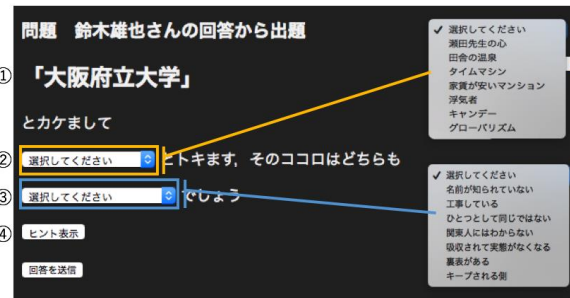 問題 鈴木雄也さんの回答から出題
① 「大阪府立大学」
とカケまして
② 選択してください とトキます，そのココロはどちらも
③ 選択してください でしょう
④ ヒント表示
回答を送信
✓ 選択してください
瀬田先生の心
田舎の温泉
タイムマシン
家賃が安いマンション
浮気者
キャンデー
グローバリズム
✓ 選択してください
名前が知られていない
工事している
ひとつとして同じではない
関東人にはわからない
吸収されて実態がなくなる
裏表がある
キープされる側